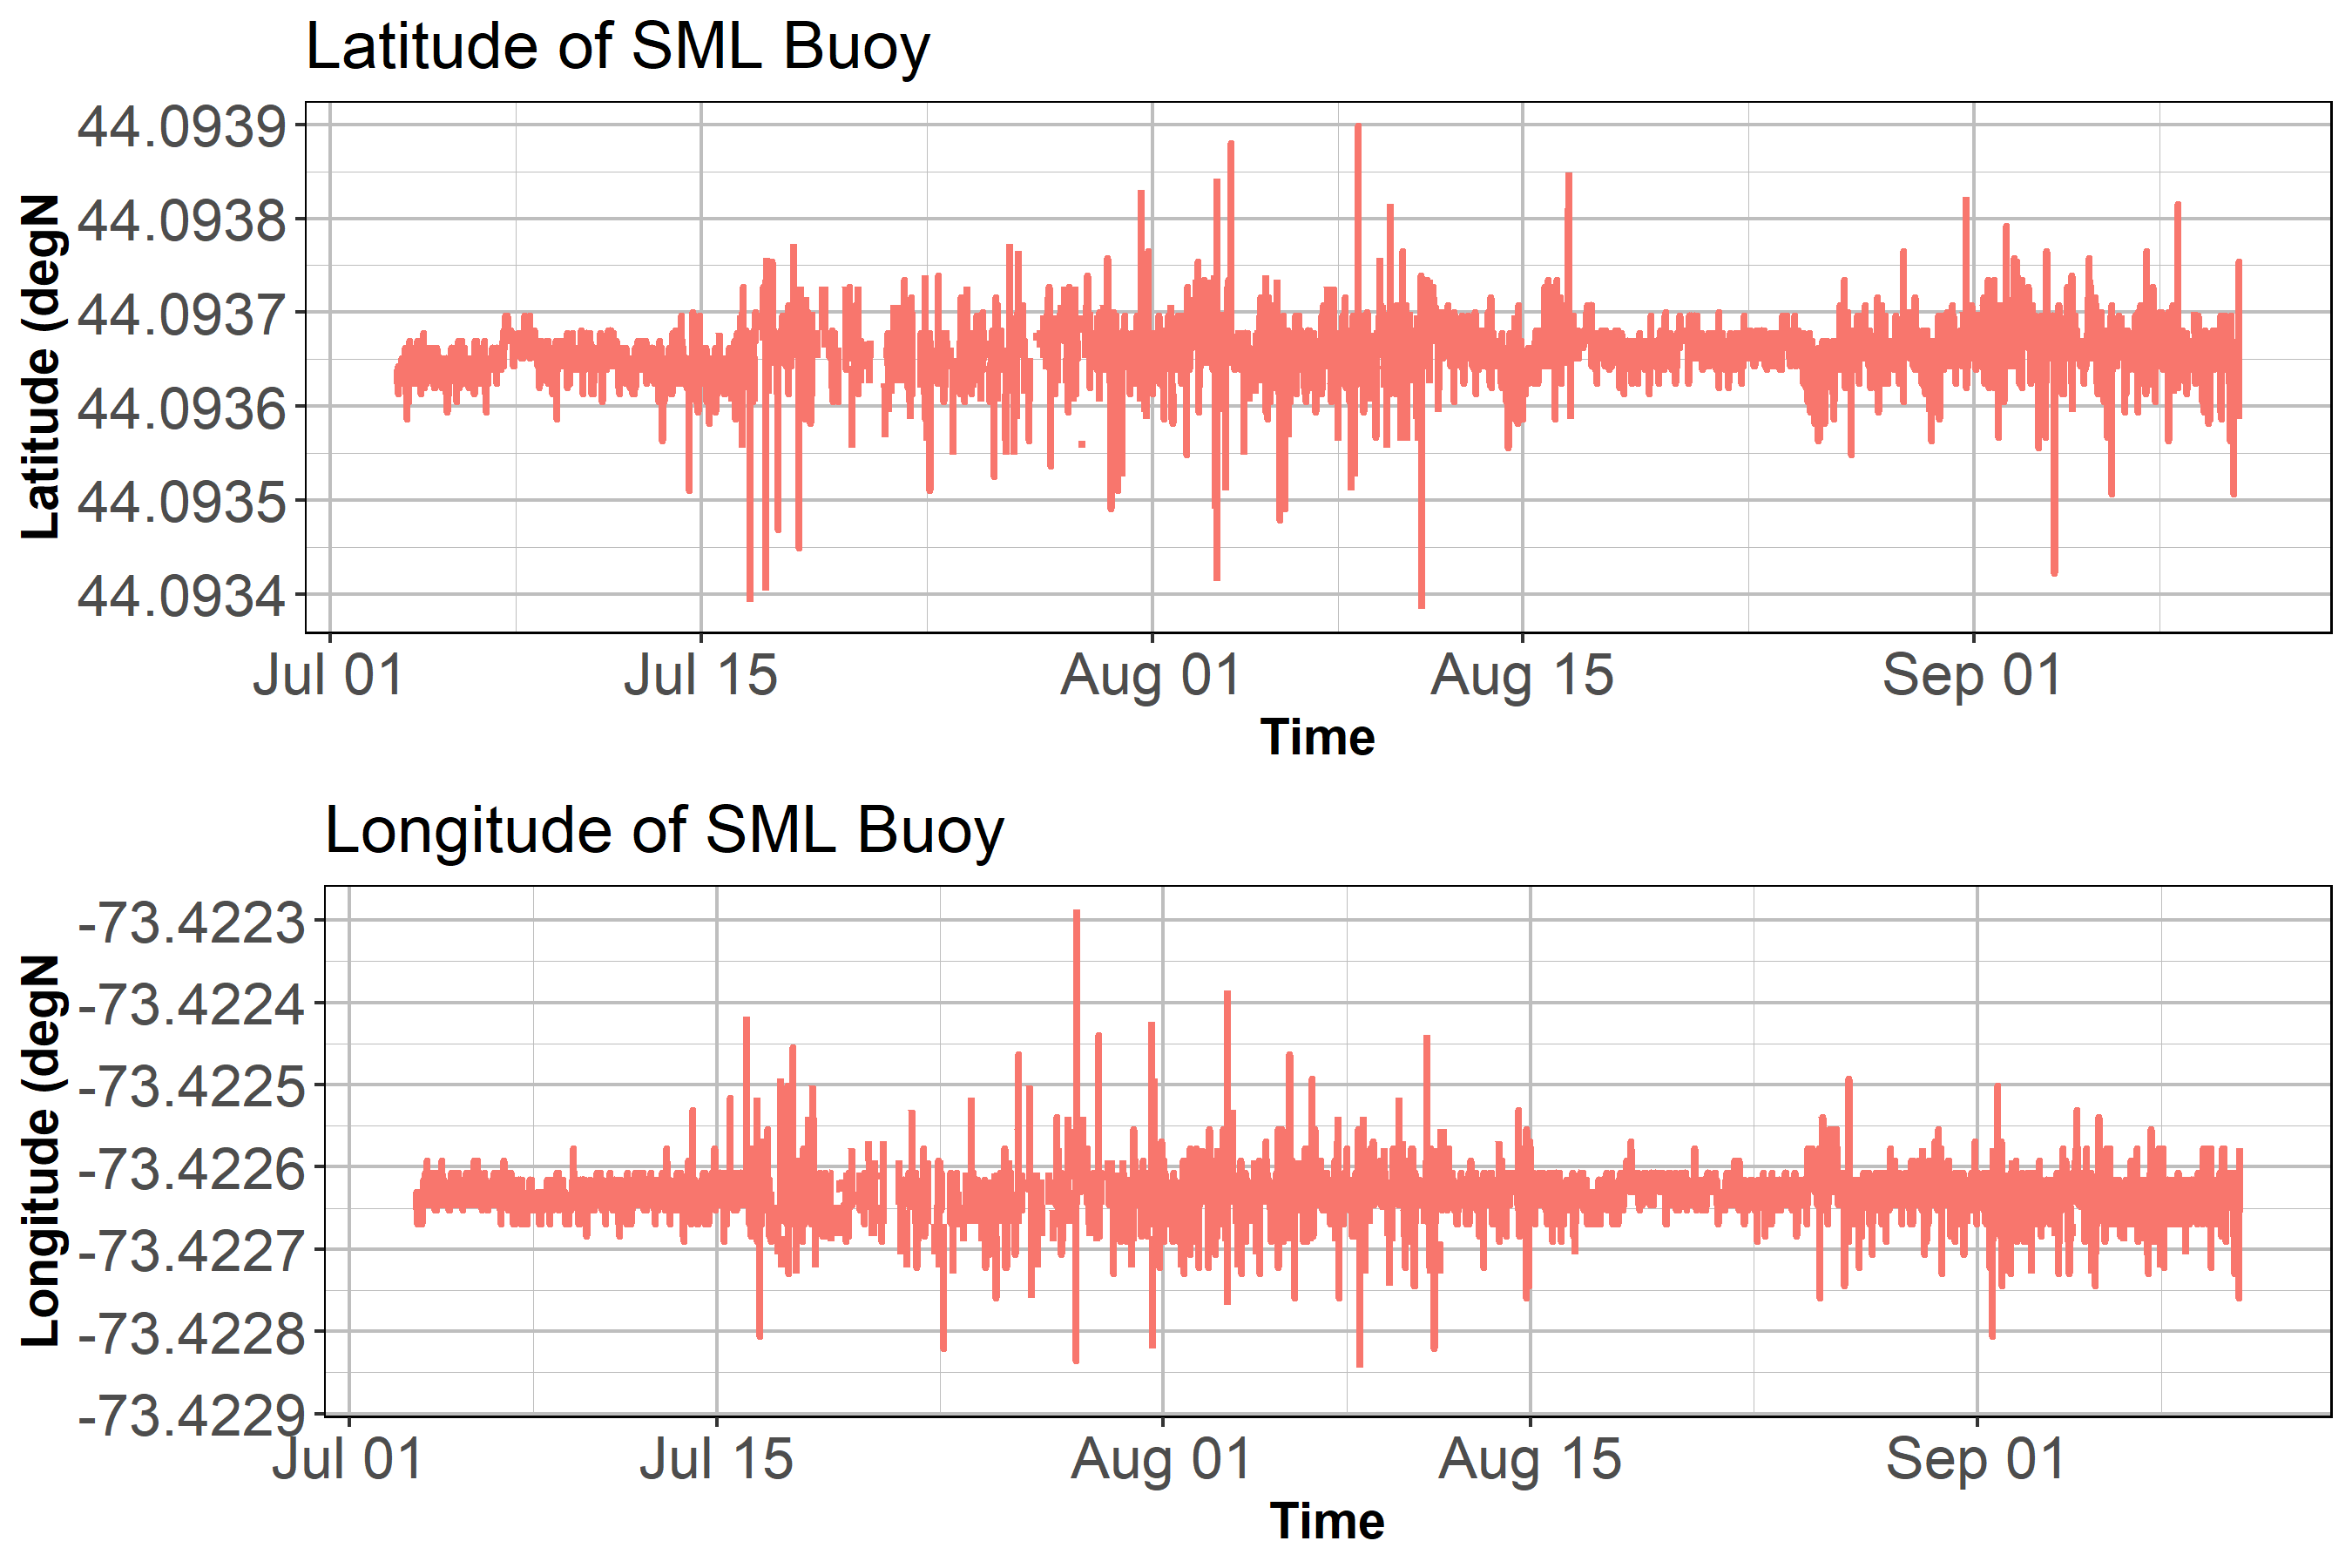 Latitude of SML Buoy
44.0939
44.0938
44.0937
44.0936
44.0935
44.0934
Latitude (degN
Jul 01 Jul 15 Aug 01 Aug 15 Sep 01
Time
Longitude of SML Buoy
-73.4223
-73.4224
-73.4225
-73.4226
-73.4227
-73.4228
-73.4229
Longitude (degN
Jul 01 Jul 15 Aug 01 Aug 15 Sep 01
Time